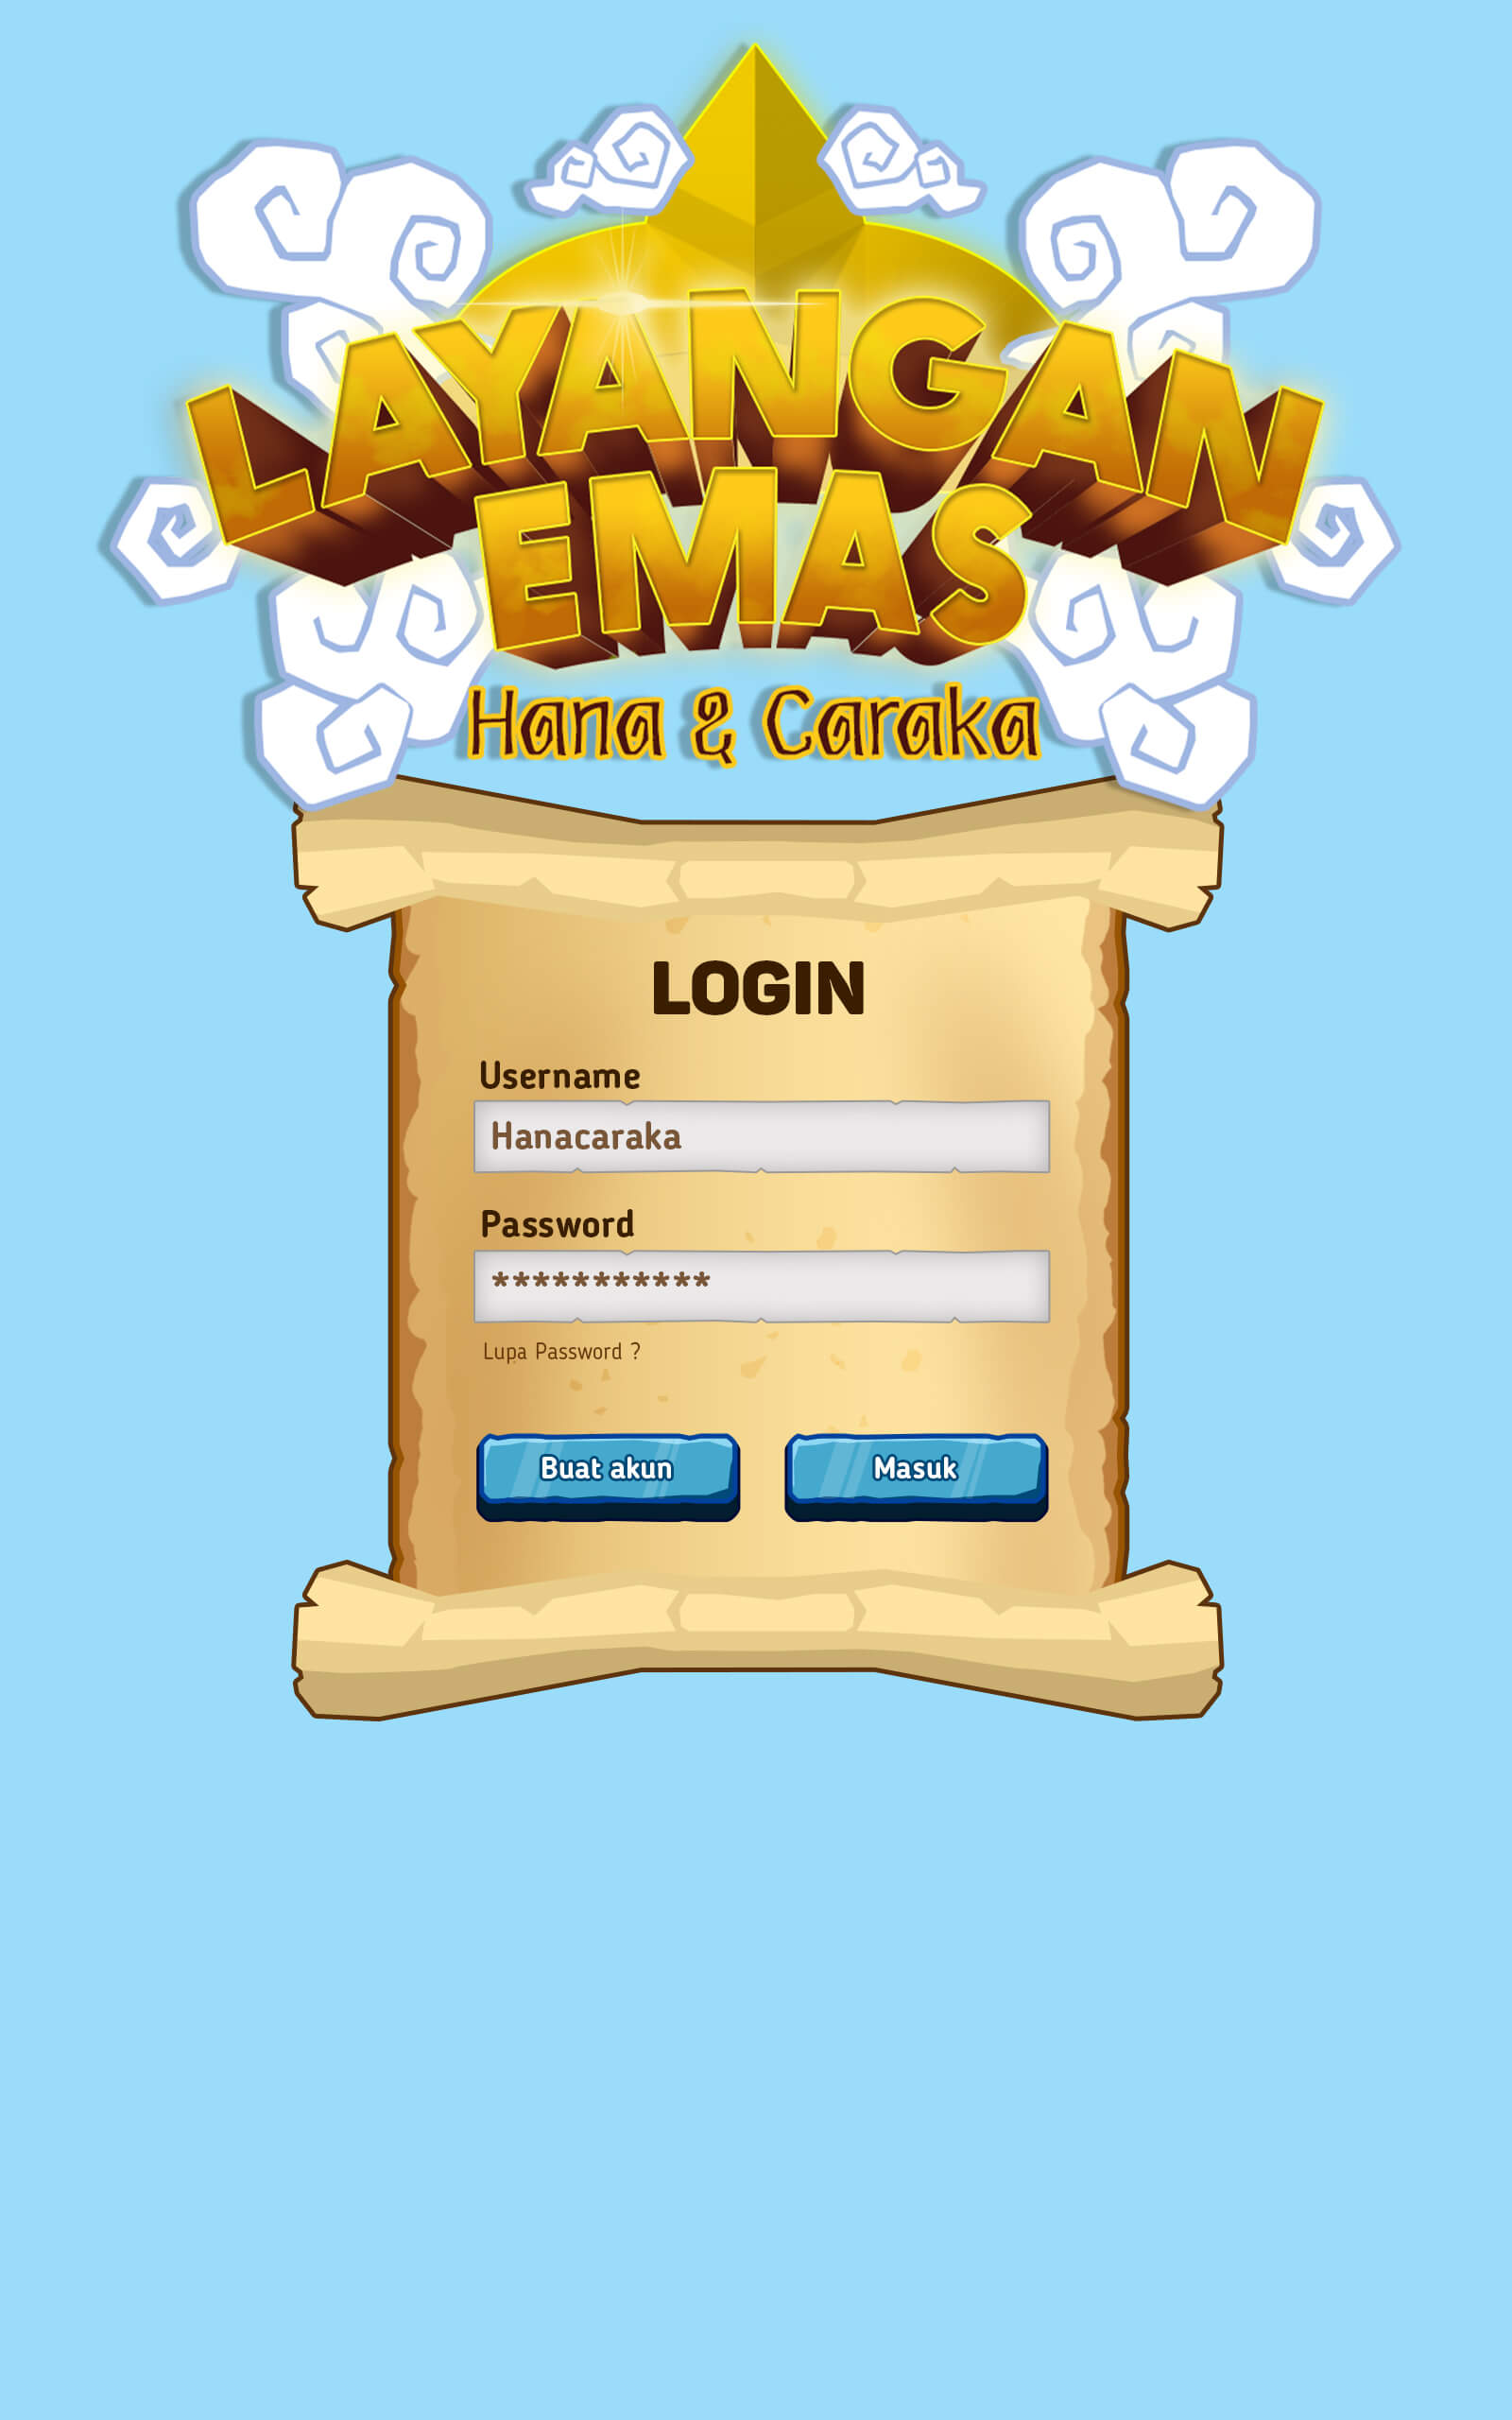 LAYANGAN
EMAS
Hana & Caraka
LOGIN
Username
Hanacaraka
Password
***********
Lupa Password ?
Buat akun
Masuk